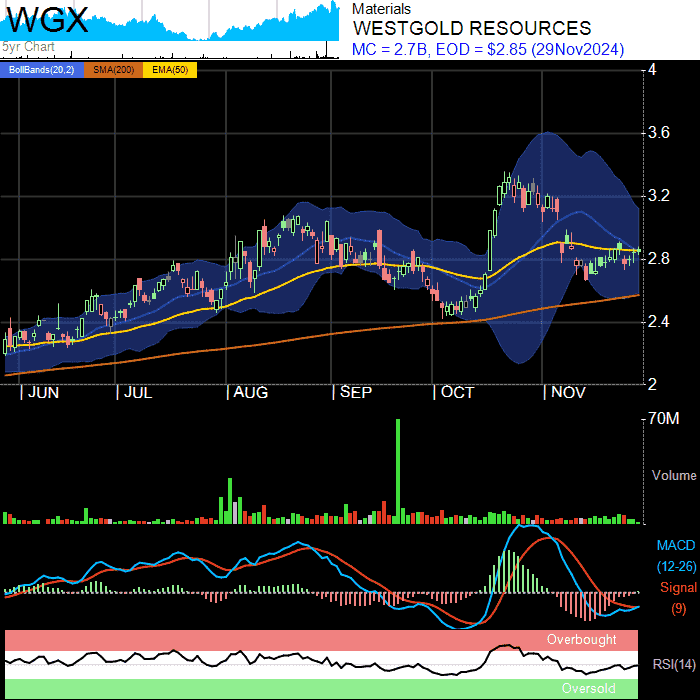 WGX
5yr Chart
Materials
WESTGOLD RESOURCES
MC = 2.7B, EOD = $2.85 (29Nov2024)
BollBands(20,2) SMA(200) EMA(50)
4
3.6
3.2
2.8
2.4
2
JUN JUL AUG SEP OCT NOV
70M
Volume
MACD
(12-26)
Signal
(9)
Overbought
RSI(14)
Oversold